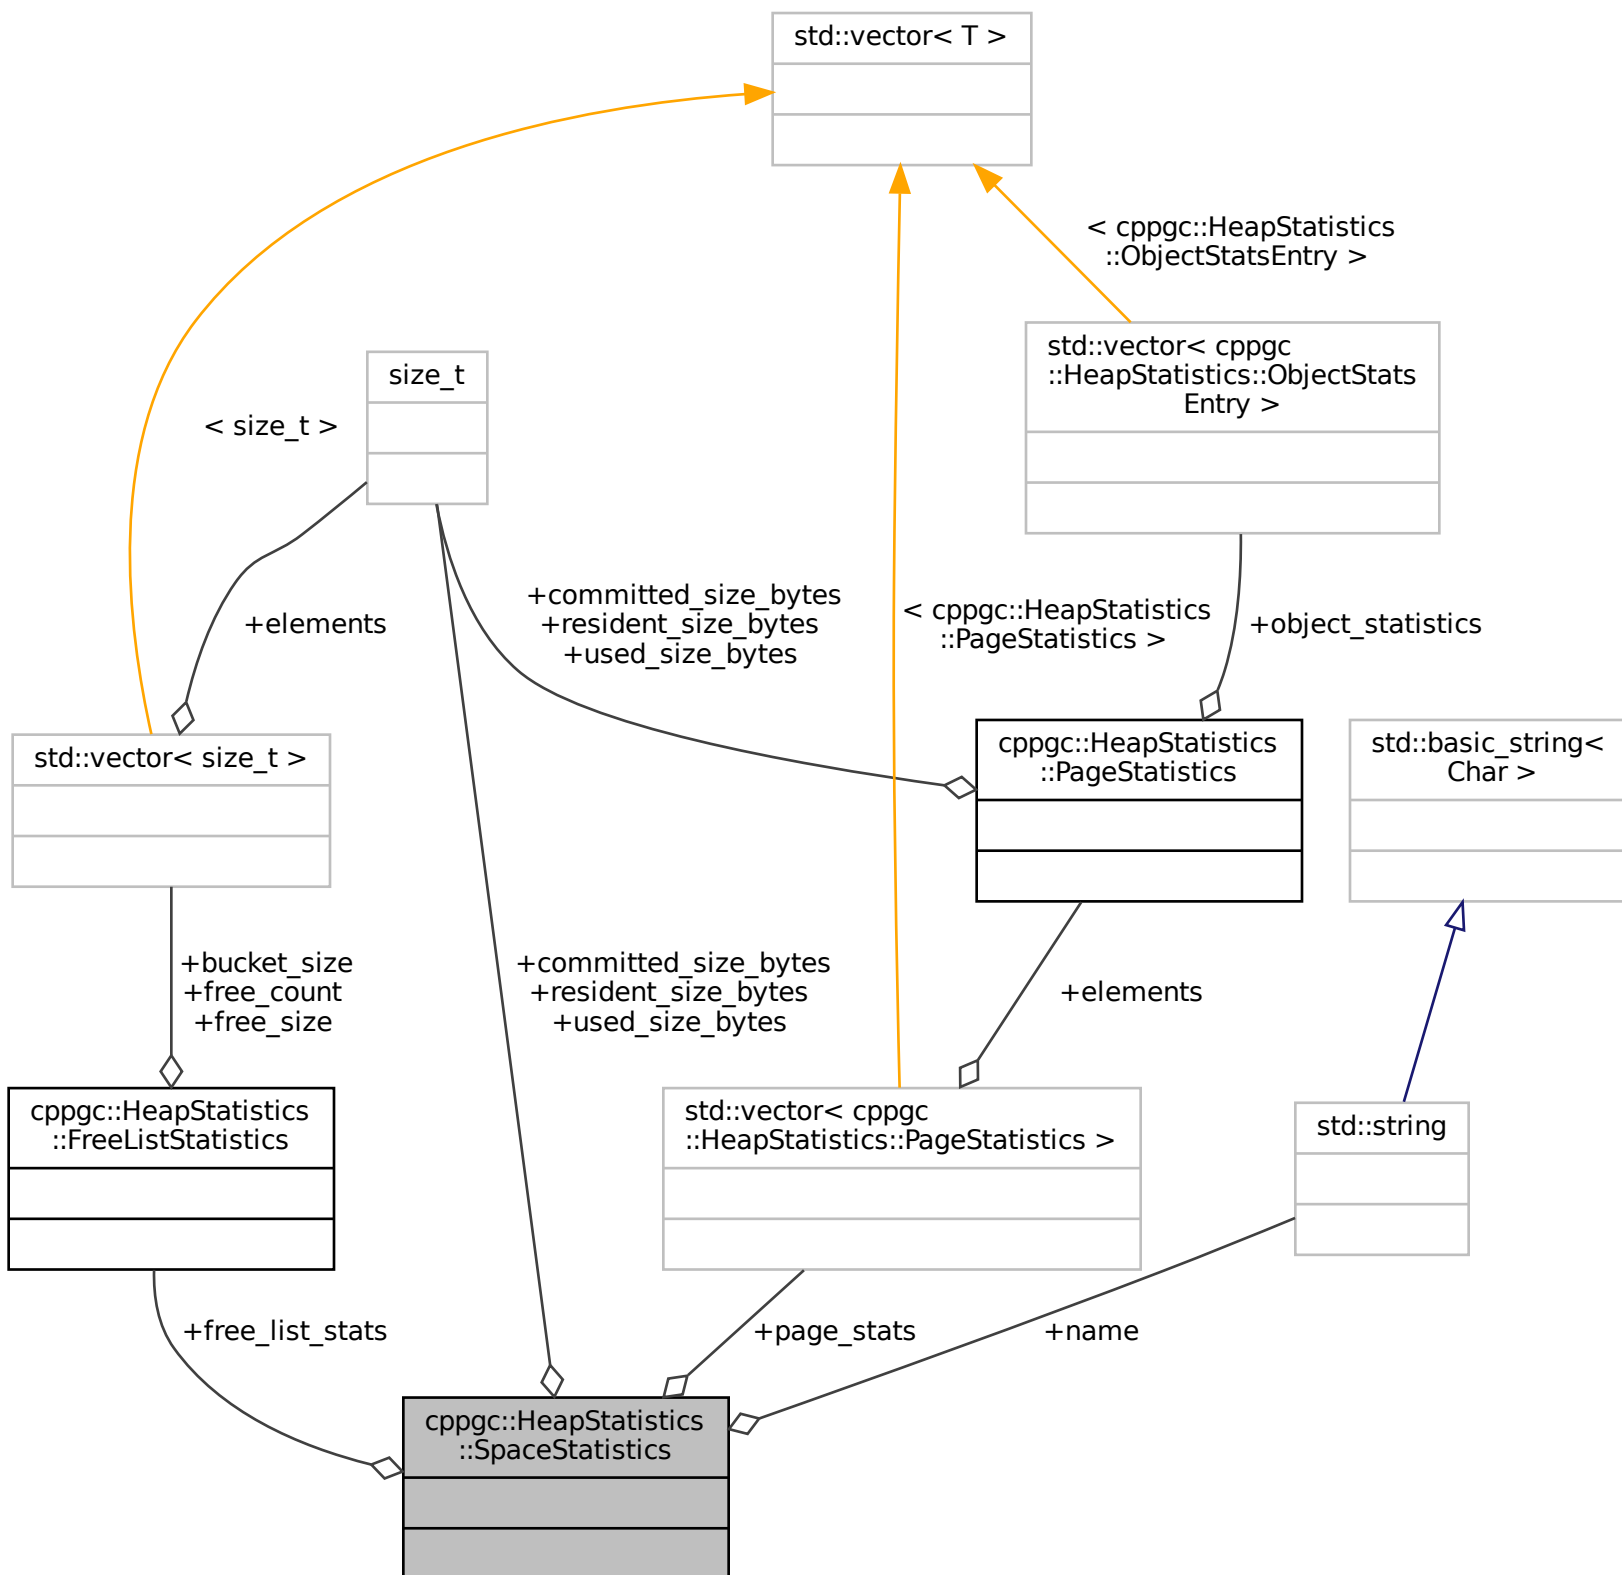 std::vector< T >
< cppgc::HeapStatistics
::ObjectStatsEntry >
std::vector< cppgc
::HeapStatistics::ObjectStats
Entry >
size_t
< size_t >
+committed_size_bytes
+resident_size_bytes
+used_size_bytes
< cppgc::HeapStatistics
::PageStatistics >
+elements
+object_statistics
std::vector< size_t >
cppgc::HeapStatistics
::PageStatistics
std::basic_string<
Char >
+bucket_size
+free_count
+free_size
+committed_size_bytes
+resident_size_bytes
+used_size_bytes
+elements
cppgc::HeapStatistics
::FreeListStatistics
std::vector< cppgc
::HeapStatistics::PageStatistics >
std::string
+free_list_stats
+page_stats
+name
cppgc::HeapStatistics
::SpaceStatistics